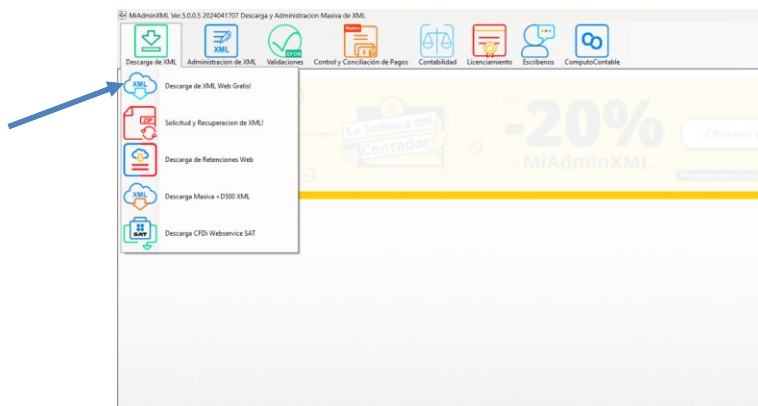 MiAdminXML Ver.5.0.0.5 2024041707 Descarga y Administracion Masiva de XML
Nuevo
XML
CFDI
Descarga de XML Administracion de XML Validaciones Control y Conciliación de Pagos Contabilidad Licenciamiento Escribenos ComputoContable
XML Descarga de XML Web Gratis!
ZIP Solicitud y Recuperacion de XML!
Descarga de Retenciones Web
XML Descarga Masiva +D500 XML
SAT Descarga CFDi Webservice SAT
La Semana del
Contador
-20%
MiAdminXML
¡Obtener